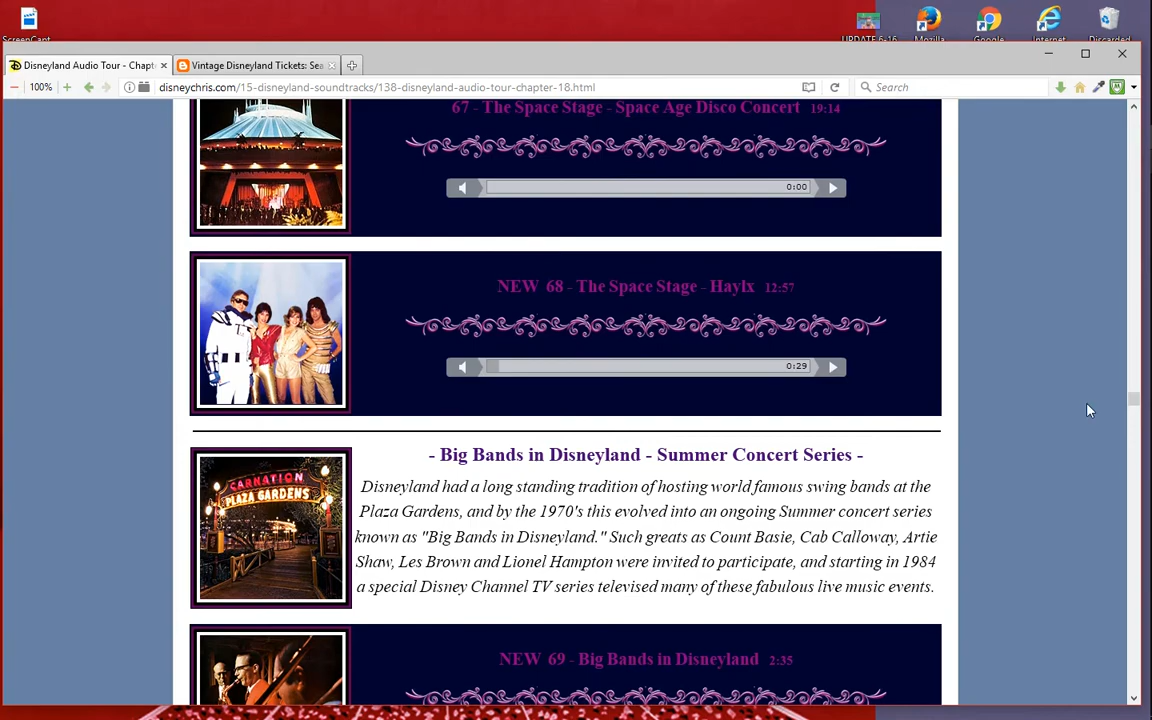 ScreenCapt
UPDATE 6-16
Mozilla
Google
Internet
Discarded
Disneyland Audio Tour - Chapt
Vintage Disneyland Tickets: Sea
100%
disneychris.com/15-disneyland-soundtracks/138-disneyland-audio-tour-chapter-18.html
Search
67 - The Space Stage - Space Age Disco Concert 19:14
0:00
NEW 68 - The Space Stage - Haylx 12:57
0:29
- Big Bands in Disneyland - Summer Concert Series -
CARNATION
PLAZA GARDENS
Disneyland had a long standing tradition of hosting world famous swing bands at the
Plaza Gardens, and by the 1970's this evolved into an ongoing Summer concert series
known as "Big Bands in Disneyland." Such greats as Count Basie, Cab Calloway, Artie
Shaw, Les Brown and Lionel Hampton were invited to participate, and starting in 1984
a special Disney Channel TV series televised many of these fabulous live music events.
NEW 69 - Big Bands in Disneyland 2:35